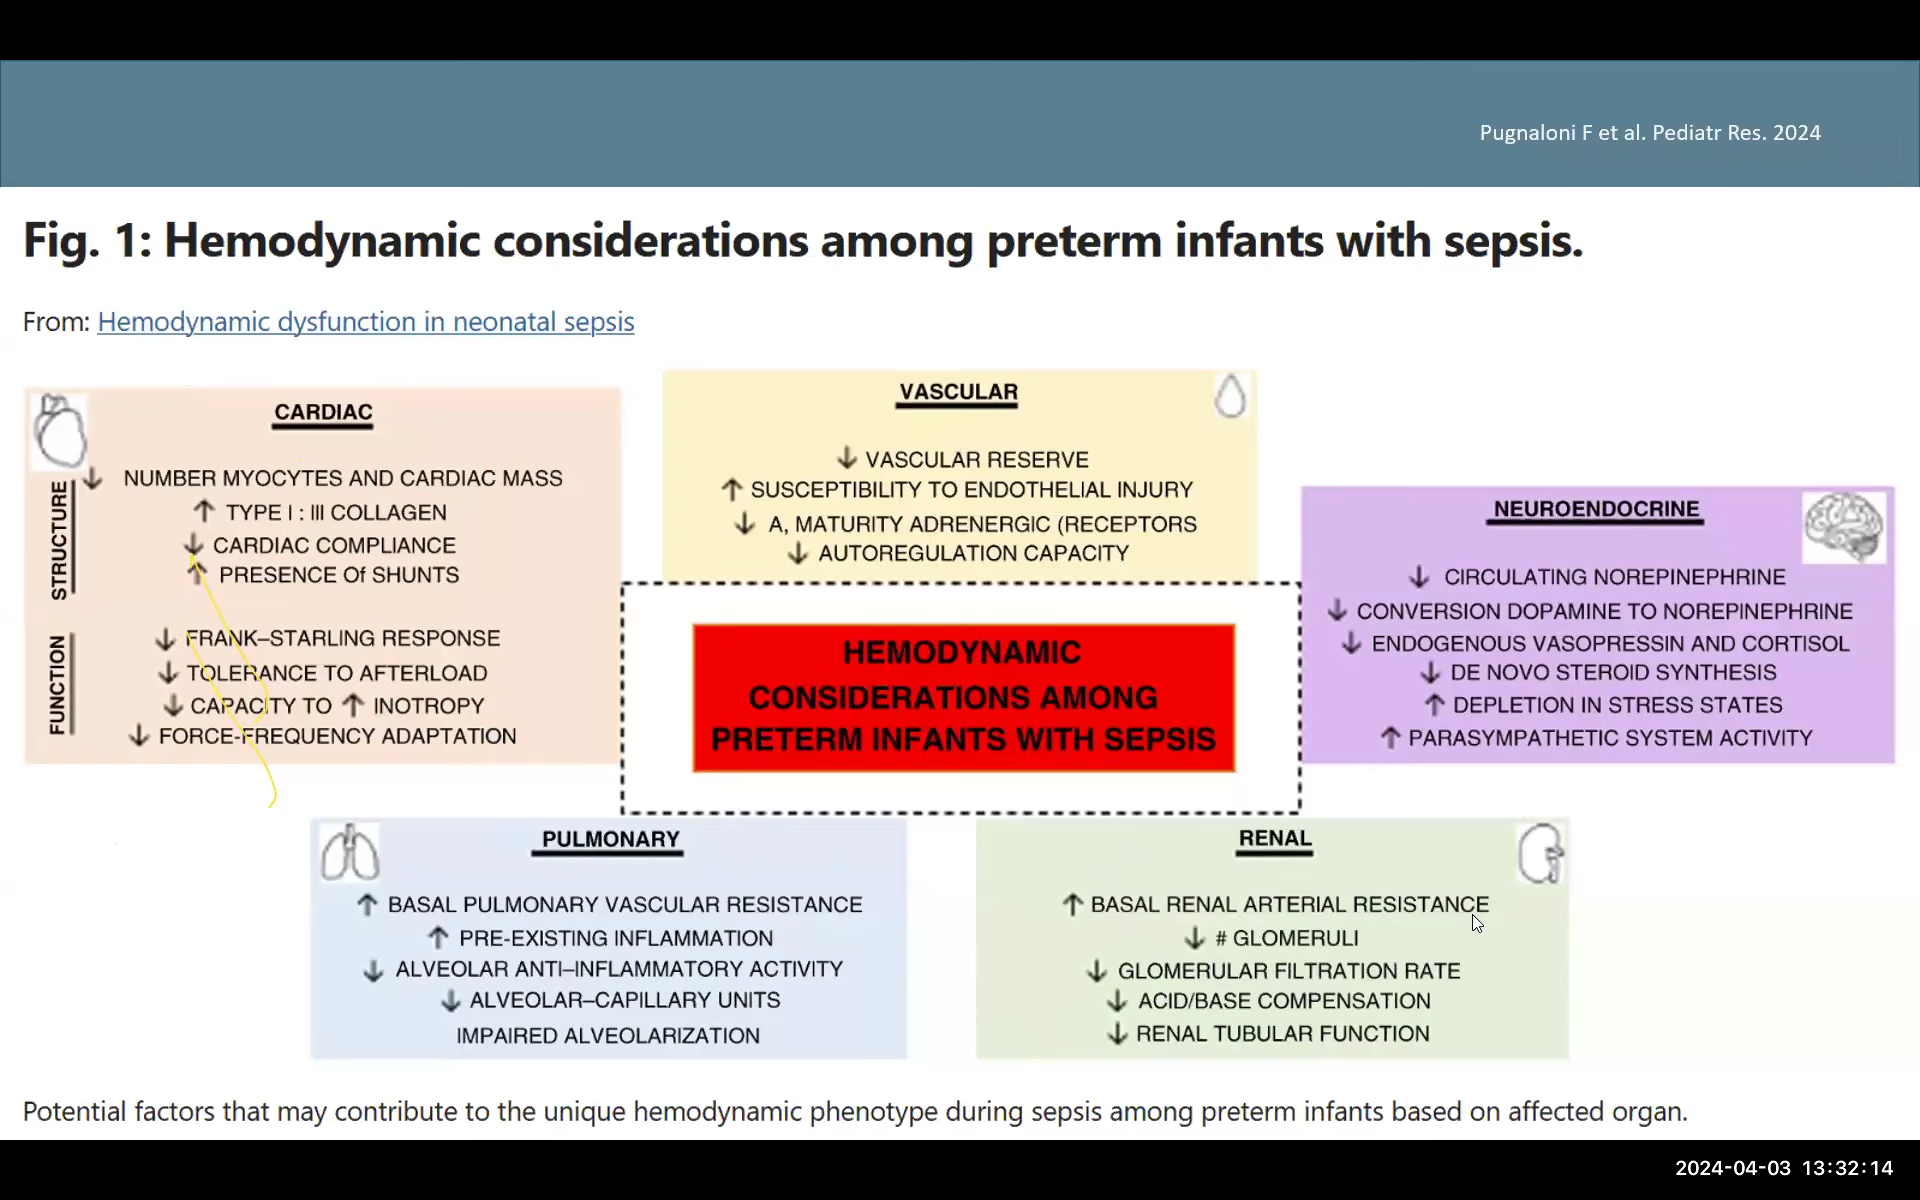 Pugnaloni F et al. Pediatr Res. 2024
Fig. 1: Hemodynamic considerations among preterm infants with sepsis.
From: Hemodynamic dysfunction in neonatal sepsis
CARDIAC
STRUCTURE
↓ NUMBER MYOCYTES AND CARDIAC MASS
↑ TYPE I : III COLLAGEN
↓ CARDIAC COMPLIANCE
↑ PRESENCE Of SHUNTS
FUNCTION
↓ FRANK–STARLING RESPONSE
↓ TOLERANCE TO AFTERLOAD
↓ CAPACITY TO ↑ INOTROPY
↓ FORCE-FREQUENCY ADAPTATION
VASCULAR
↓ VASCULAR RESERVE
↑ SUSCEPTIBILITY TO ENDOTHELIAL INJURY
↓ A, MATURITY ADRENERGIC (RECEPTORS
↓ AUTOREGULATION CAPACITY
NEUROENDOCRINE
↓ CIRCULATING NOREPINEPHRINE
↓ CONVERSION DOPAMINE TO NOREPINEPHRINE
↓ ENDOGENOUS VASOPRESSIN AND CORTISOL
↓ DE NOVO STEROID SYNTHESIS
↑ DEPLETION IN STRESS STATES
↑ PARASYMPATHETIC SYSTEM ACTIVITY
HEMODYNAMIC
CONSIDERATIONS AMONG
PRETERM INFANTS WITH SEPSIS
PULMONARY
↑ BASAL PULMONARY VASCULAR RESISTANCE
↑ PRE-EXISTING INFLAMMATION
↓ ALVEOLAR ANTI–INFLAMMATORY ACTIVITY
↓ ALVEOLAR–CAPILLARY UNITS
IMPAIRED ALVEOLARIZATION
RENAL
↑ BASAL RENAL ARTERIAL RESISTANCE
↓ # GLOMERULI
↓ GLOMERULAR FILTRATION RATE
↓ ACID/BASE COMPENSATION
↓ RENAL TUBULAR FUNCTION
Potential factors that may contribute to the unique hemodynamic phenotype during sepsis among preterm infants based on affected organ.
2024-04-03 13:32:14